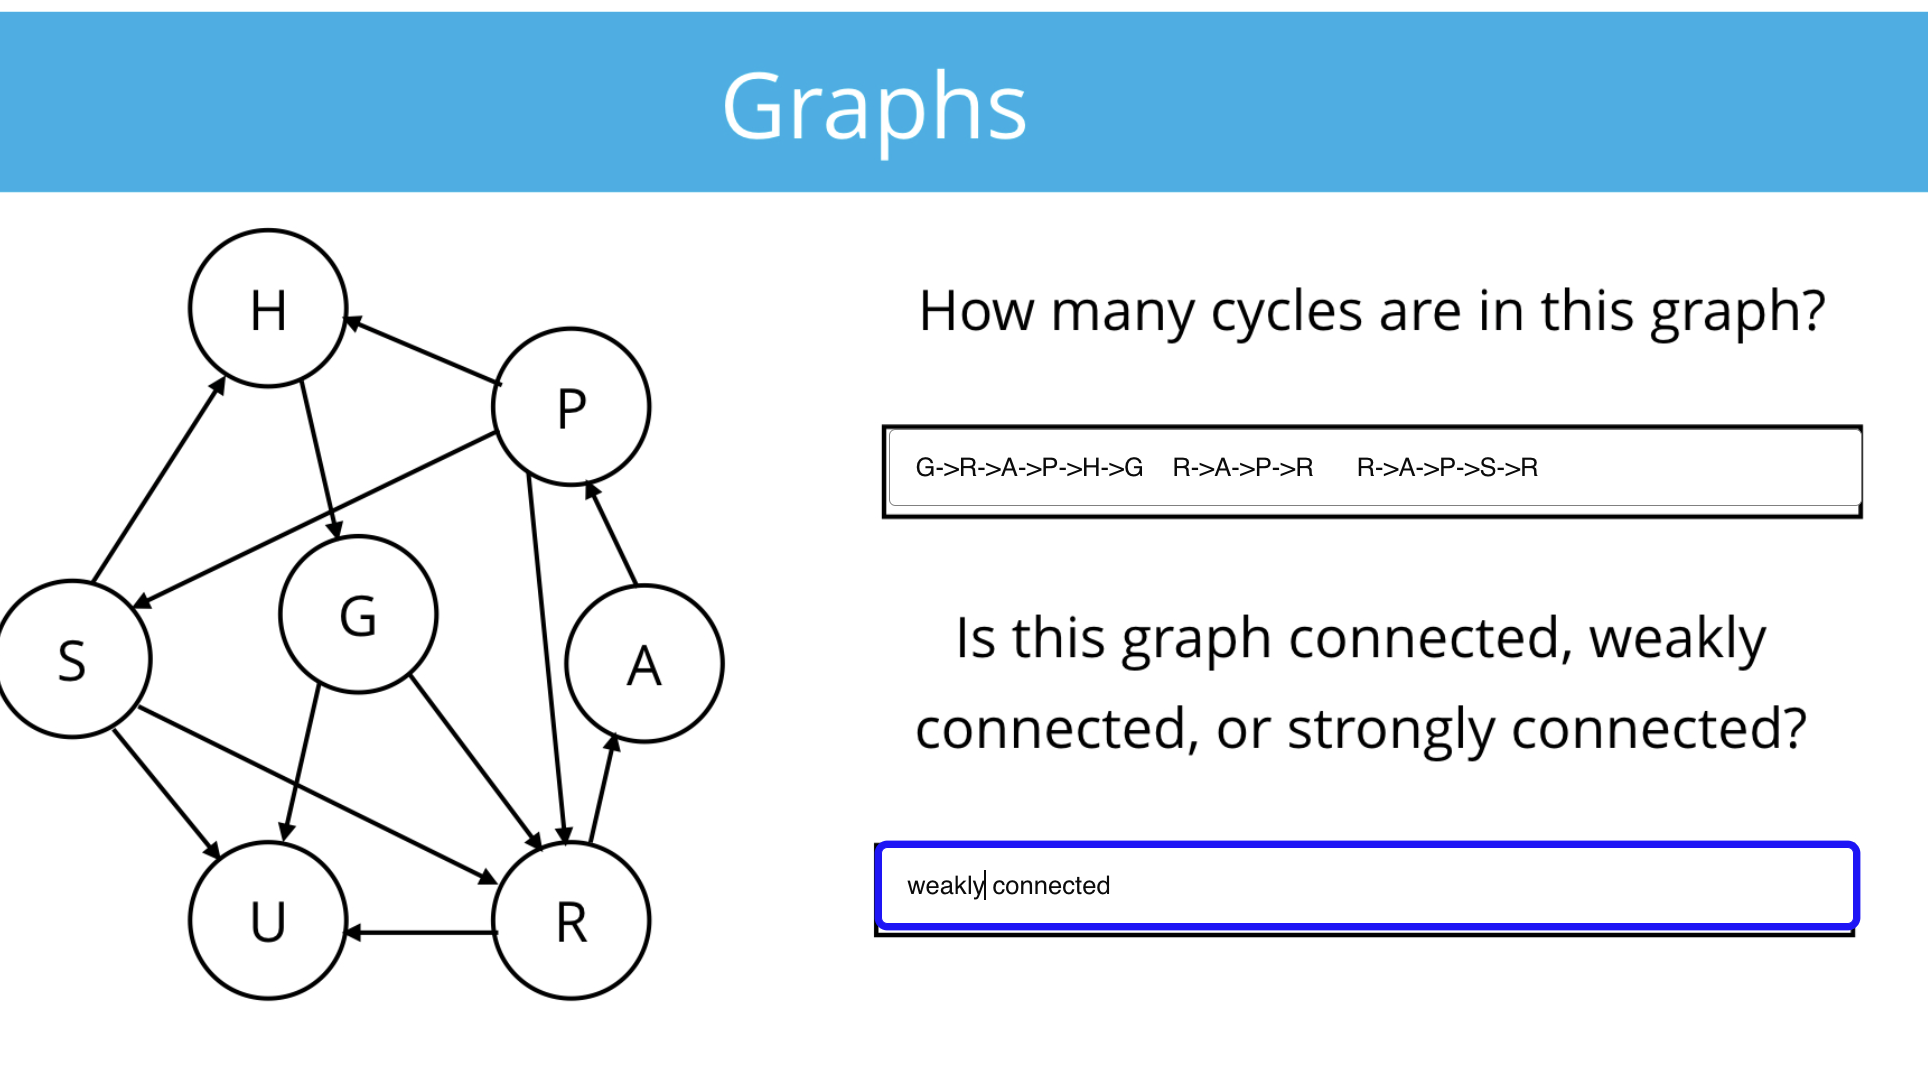 Graphs
H
P
S
G
A
U
R
How many cycles are in this graph?
G->R->A->P->H->G R->A->P->R R->A->P->S->R
Is this graph connected, weakly
connected, or strongly connected?
weakly connected